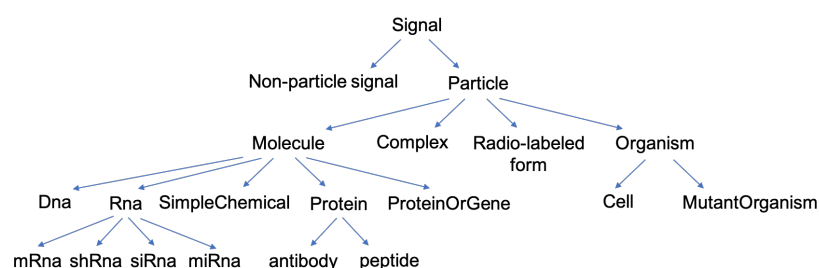 Signal
Non-particle signal
Particle
Molecule
Complex
Radio-labeled
form
Organism
Dna
Rna
SimpleChemical
Protein
ProteinOrGene
Cell
MutantOrganism
mRna
shRna
siRna
miRna
antibody
peptide